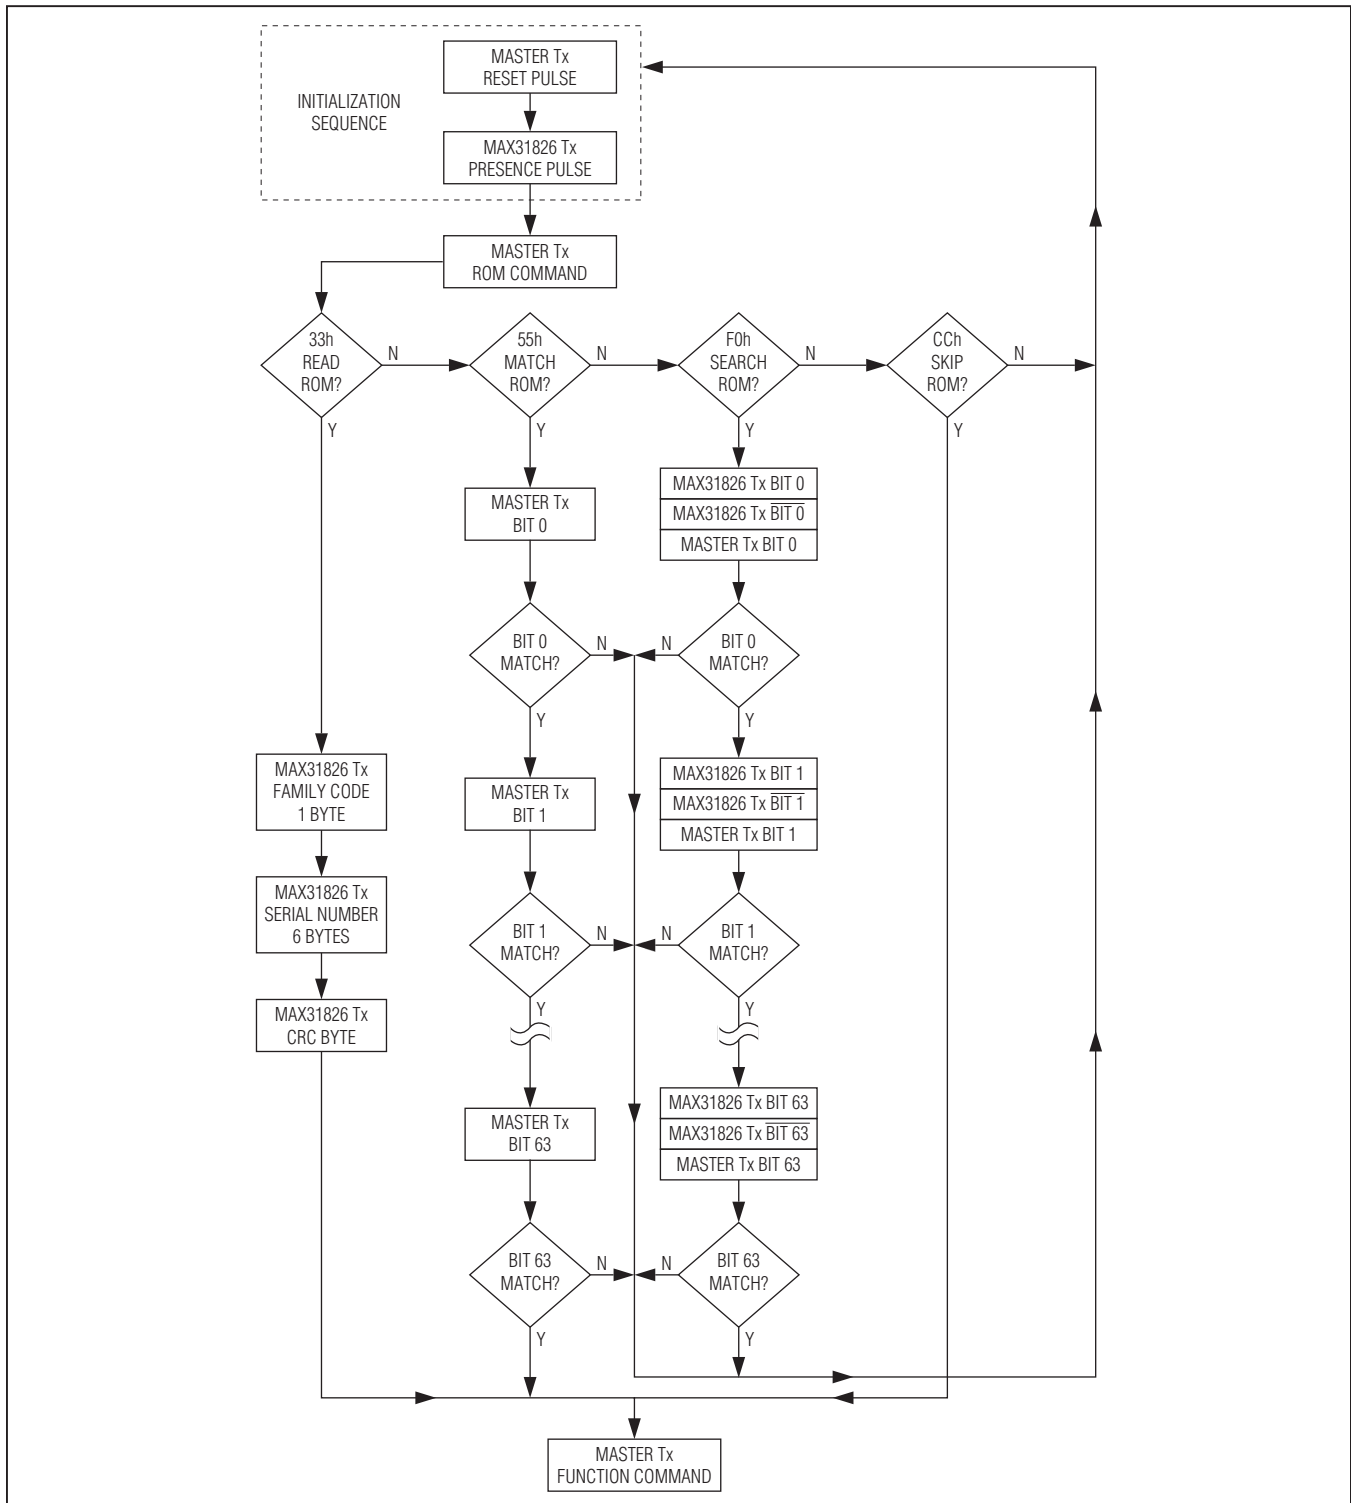 MASTER Tx
RESET PULSE
INITIALIZATION
SEQUENCE
MAX31826 Tx
PRESENCE PULSE
MASTER Tx
ROM COMMAND
33h
READ
ROM?
N
Y
55h
MATCH
ROM?
N
Y
F0h
SEARCH
ROM?
N
Y
CCh
SKIP
ROM?
N
Y
MAX31826 Tx
FAMILY CODE
1 BYTE
MAX31826 Tx
SERIAL NUMBER
6 BYTES
MAX31826 Tx
CRC BYTE
MASTER Tx
BIT 0
BIT 0
MATCH?
N
Y
MASTER Tx
BIT 1
BIT 1
MATCH?
N
Y
MASTER Tx
BIT 63
BIT 63
MATCH?
N
Y
MAX31826 Tx BIT 0
MAX31826 Tx B̅I̅T̅ ̅0̅
MASTER Tx BIT 0
BIT 0
MATCH?
N
Y
MAX31826 Tx BIT 1
MAX31826 Tx B̅I̅T̅ ̅1̅
MASTER Tx BIT 1
BIT 1
MATCH?
N
Y
MAX31826 Tx BIT 63
MAX31826 Tx B̅I̅T̅ ̅6̅3̅
MASTER Tx BIT 63
BIT 63
MATCH?
N
Y
MASTER Tx
FUNCTION COMMAND